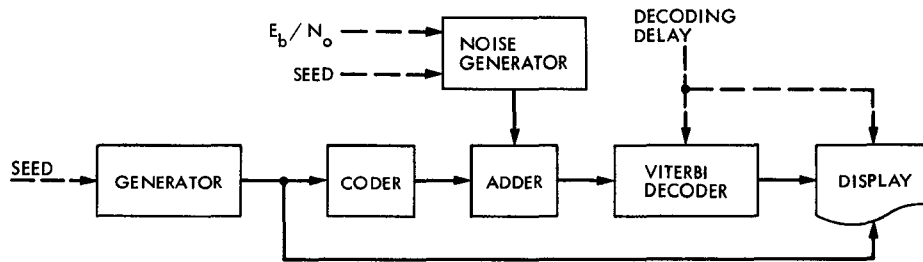 E_b/N_o
SEED
NOISE
GENERATOR
DECODING
DELAY
SEED
GENERATOR
CODER
ADDER
VITERBI
DECODER
DISPLAY